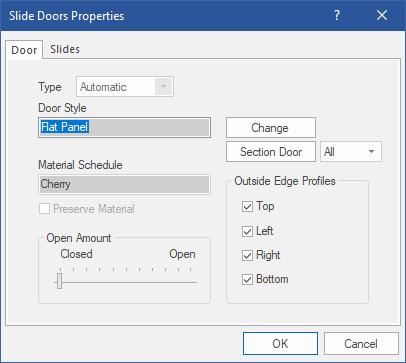 Slide Doors Properties ? ×
Door Slides
Type Automatic
Door Style
Flat Panel Change
Section Door All
Material Schedule
Cherry
Preserve Material
Outside Edge Profiles
Top
Left
Right
Bottom
Open Amount
Closed Open
OK Cancel